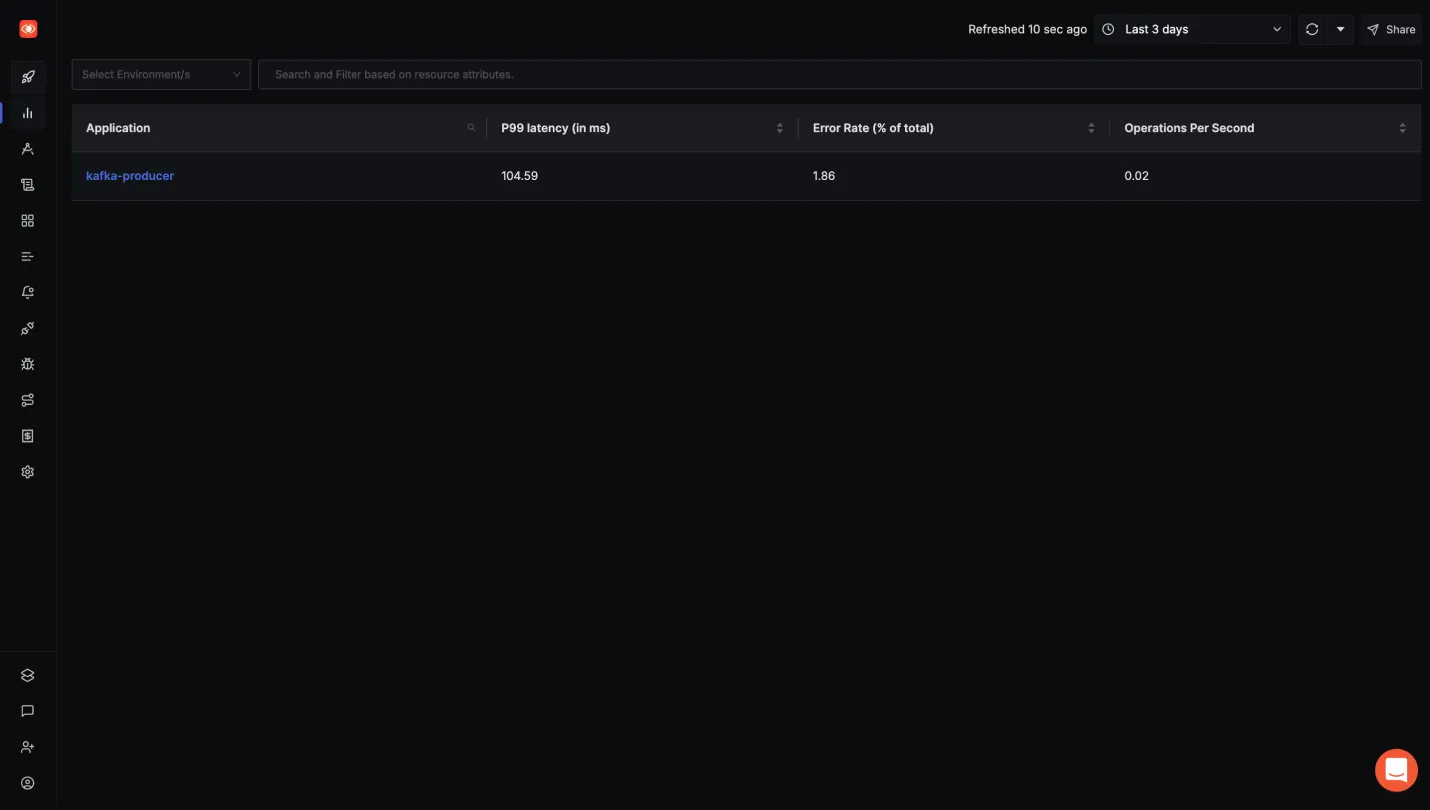 Refreshed 10 sec ago Last 3 days Share
Select Environment/s Search and Filter based on resource attributes.
Application P99 latency (in ms) Error Rate (% of total) Operations Per Second
kafka-producer 104.59 1.86 0.02